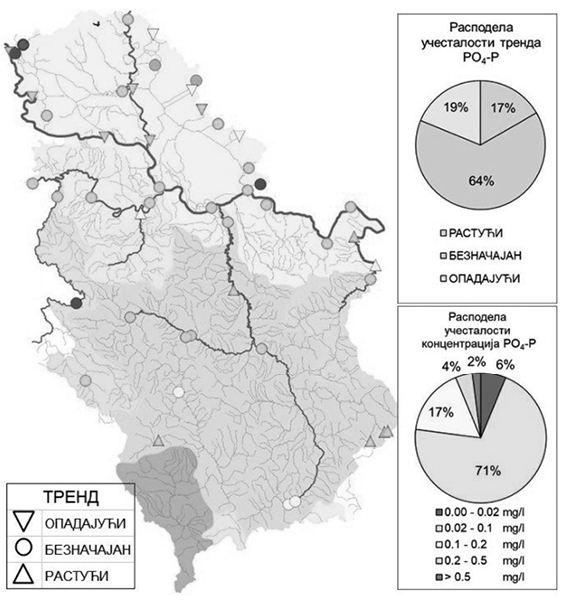 Расподела
учесталости тренда
PO4-P
19%
17%
64%
РАСТУЋИ
БЕЗНАЧАЈАН
ОПАДАЈУЋИ
Расподела
учесталости
концентрација PO4-P
4%
2%
6%
17%
71%
0.00 - 0.02 mg/l
0.02 - 0.1 mg/l
0.1 - 0.2 mg/l
0.2 - 0.5 mg/l
> 0.5 mg/l
ТРЕНД
ОПАДАЈУЋИ
БЕЗНАЧАЈАН
РАСТУЋИ